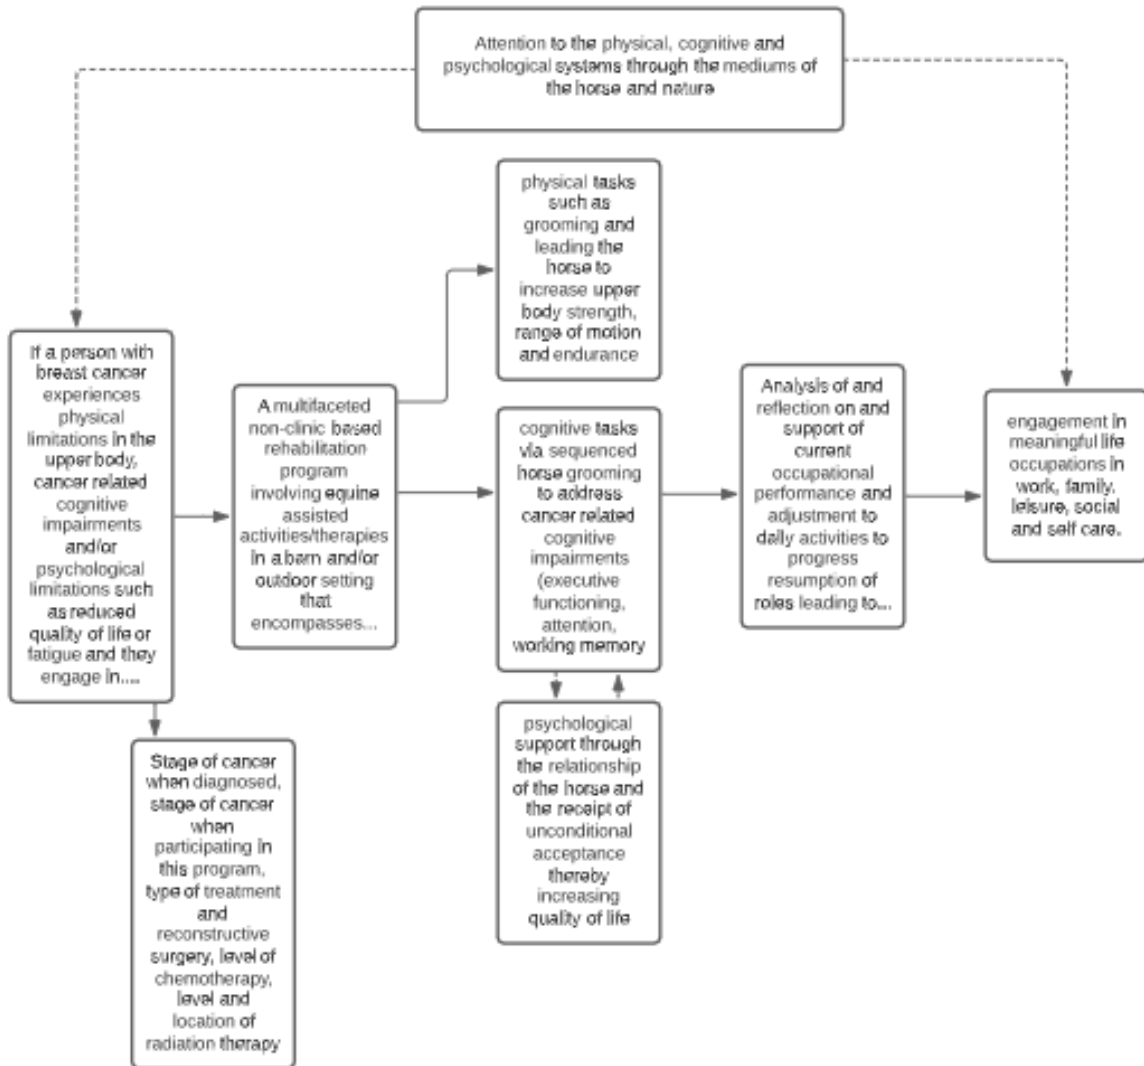 Attention to the physical, cognitive and
psychological systems through the mediums of
the horse and nature
physical tasks
such as
grooming and
leading the
horse to
increase upper
body strength,
range of motion
and endurance
If a person with
breast cancer
experiences
physical
limitations in the
upper body,
cancer related
cognitive
impairments
and/or
psychological
limitations such
as reduced
quality of life or
fatigue and they
engage in....
A multifaceted
non-clinic based
rehabilitation
program
involving equine
assisted
activities/therapies
in a barn and/or
outdoor setting
that
encompasses...
cognitive tasks
via sequenced
horse grooming
to address
cancer related
cognitive
impairments
(executive
functioning,
attention,
working memory
Analysis of and
reflection on and
support of
current
occupational
performance and
adjustment to
daily activities to
progress
resumption of
roles leading to...
engagement in
meaningful life
occupations in
work, family,
leisure, social
and self care.
psychological
support through
the relationship
of the horse and
the receipt of
unconditional
acceptance
thereby
increasing
quality of life
Stage of cancer
when diagnosed,
stage of cancer
when
participating in
this program,
type of treatment
and
reconstructive
surgery, level of
chemotherapy,
level and
location of
radiation therapy